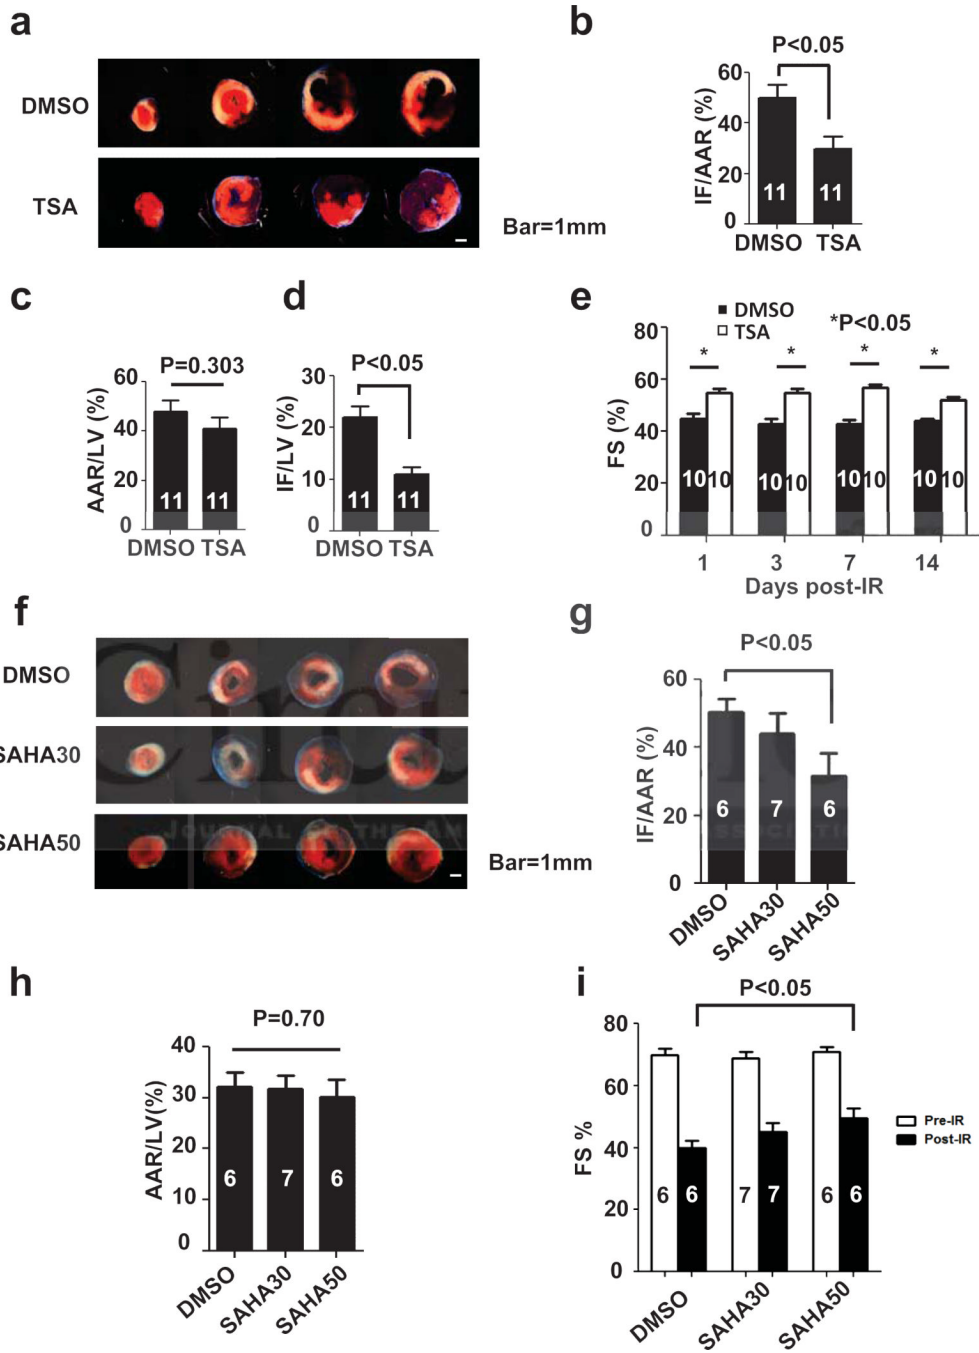 a
DMSO
TSA
Bar=1mm
b
P<0.05
IF/AAR (%)
60
40
20
0
11 11
DMSO TSA
c
P=0.303
AAR/LV (%)
60
40
20
0
11 11
DMSO TSA
d
P<0.05
IF/LV (%)
30
20
10
0
11 11
DMSO TSA
e
DMSO
TSA
*P<0.05
FS (%)
80
60
40
20
0
* * * *
10 10 10 10 10 10 10 10
1 3 7 14
Days post-IR
f
DMSO
SAHA30
SAHA50
JOURNAL OF THE AM
Bar=1mm
g
P<0.05
IF/AAR (%)
60
40
20
0
6 7 6
DMSO SAHA30 SAHA50
h
P=0.70
AAR/LV(%)
40
30
20
10
0
6 7 6
DMSO SAHA30 SAHA50
i
P<0.05
FS %
80
60
40
20
0
6 6 7 7 6 6
DMSO SAHA30 SAHA50
Pre-IR
Post-IR